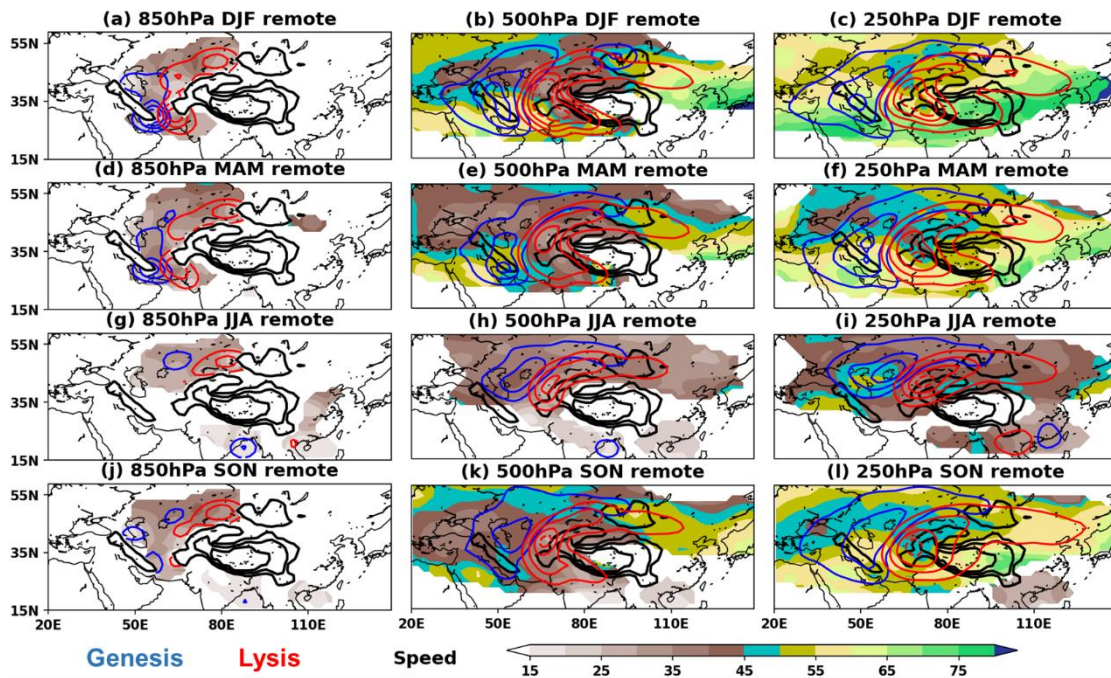 (a) 850hPa DJF remote
(b) 500hPa DJF remote
(c) 250hPa DJF remote
55N
35N
15N
(d) 850hPa MAM remote
(e) 500hPa MAM remote
(f) 250hPa MAM remote
55N
35N
15N
(g) 850hPa JJA remote
(h) 500hPa JJA remote
(i) 250hPa JJA remote
55N
35N
15N
(j) 850hPa SON remote
(k) 500hPa SON remote
(l) 250hPa SON remote
55N
35N
15N
20E 50E 80E 110E
20E 50E 80E 110E
20E 50E 80E 110E
Genesis Lysis Speed
15 25 35 45 55 65 75